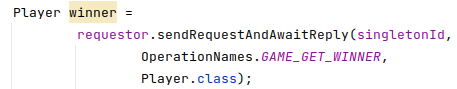 Player winner =
requestor.sendRequestAndAwaitReply(singletonId,
OperationNames.GAME_GET_WINNER,
Player.class);